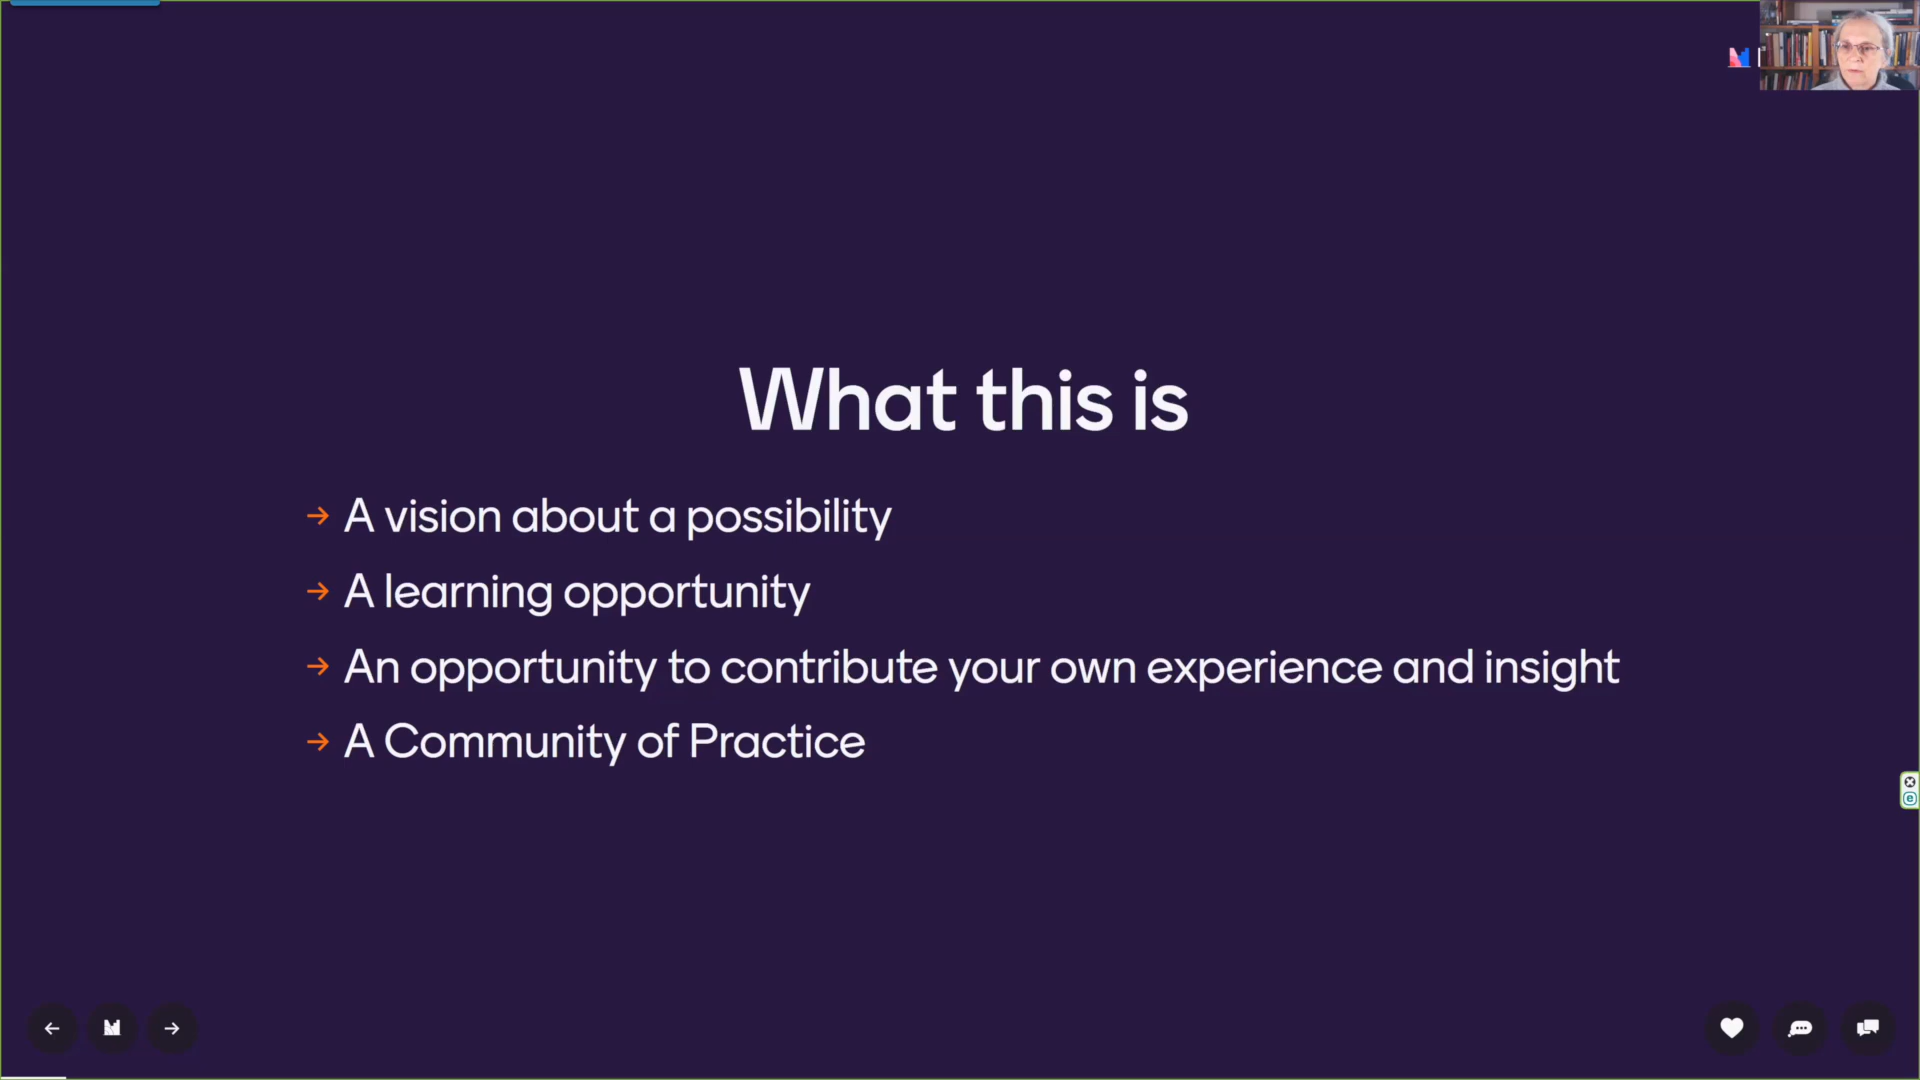 What this is
→ A vision about a possibility
→ A learning opportunity
→ An opportunity to contribute your own experience and insight
→ A Community of Practice